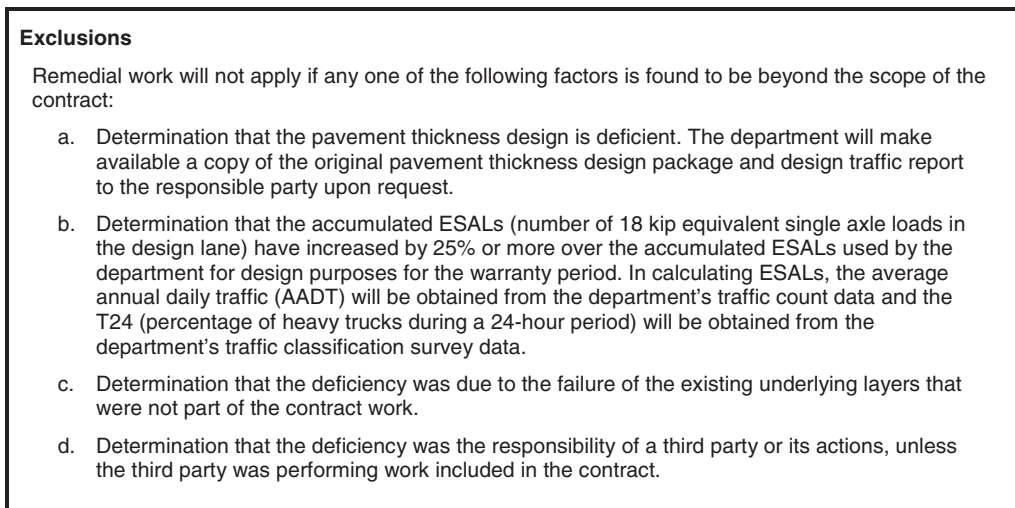 Exclusions
Remedial work will not apply if any one of the following factors is found to be beyond the scope of the
contract:
a. Determination that the pavement thickness design is deficient. The department will make
available a copy of the original pavement thickness design package and design traffic report
to the responsible party upon request.
b. Determination that the accumulated ESALs (number of 18 kip equivalent single axle loads in
the design lane) have increased by 25% or more over the accumulated ESALs used by the
department for design purposes for the warranty period. In calculating ESALs, the average
annual daily traffic (AADT) will be obtained from the department’s traffic count data and the
T24 (percentage of heavy trucks during a 24-hour period) will be obtained from the
department’s traffic classification survey data.
c. Determination that the deficiency was due to the failure of the existing underlying layers that
were not part of the contract work.
d. Determination that the deficiency was the responsibility of a third party or its actions, unless
the third party was performing work included in the contract.